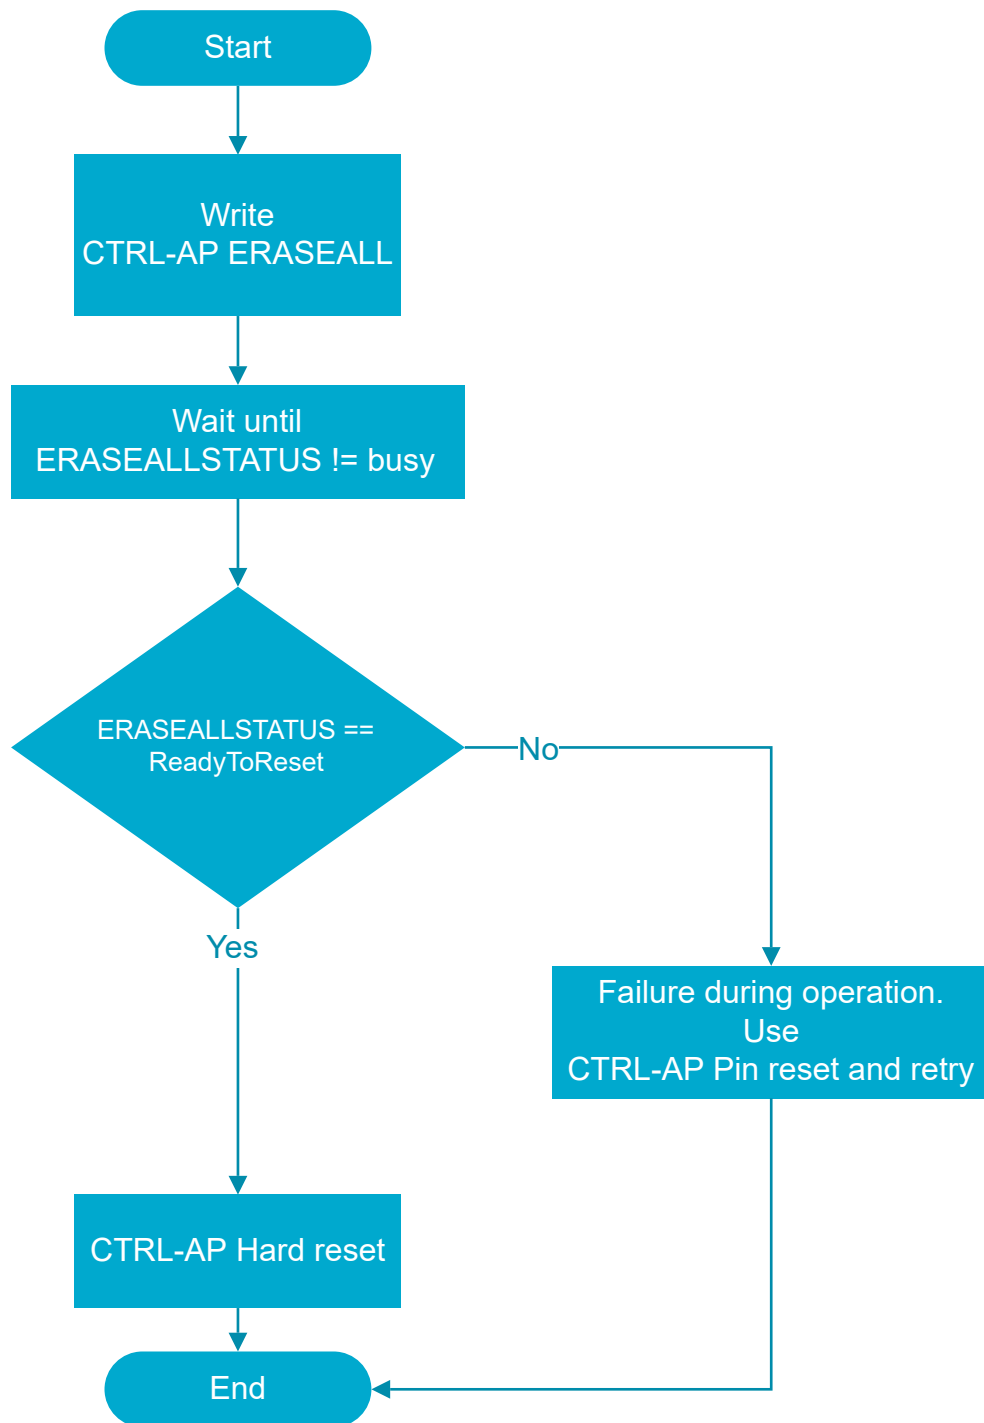 Start
Write
CTRL-AP ERASEALL
Wait until
ERASEALLSTATUS != busy
ERASEALLSTATUS ==
ReadyToReset
No
Yes
Failure during operation.
Use
CTRL-AP Pin reset and retry
CTRL-AP Hard reset
End